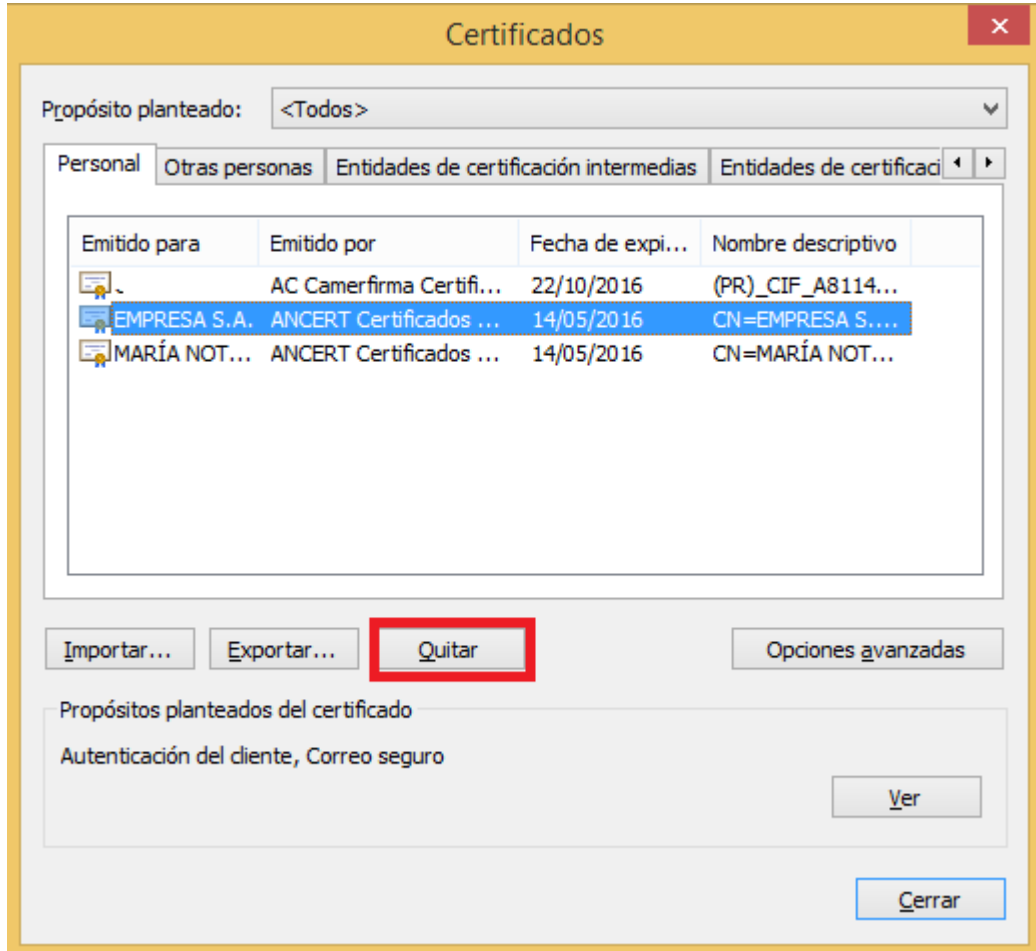 Certificados
Propósito planteado: <Todos>
Personal Otras personas Entidades de certificación intermedias Entidades de certificaci
Emitido para Emitido por Fecha de expi... Nombre descriptivo
. AC Camerfirma Certifi... 22/10/2016 (PR)_CIF_A8114...
EMPRESA S.A. ANCERT Certificados ... 14/05/2016 CN=EMPRESA S....
MARÍA NOT... ANCERT Certificados ... 14/05/2016 CN=MARÍA NOT...
Importar... Exportar... Quitar Opciones avanzadas
Propósitos planteados del certificado
Autenticación del cliente, Correo seguro
Ver
Cerrar